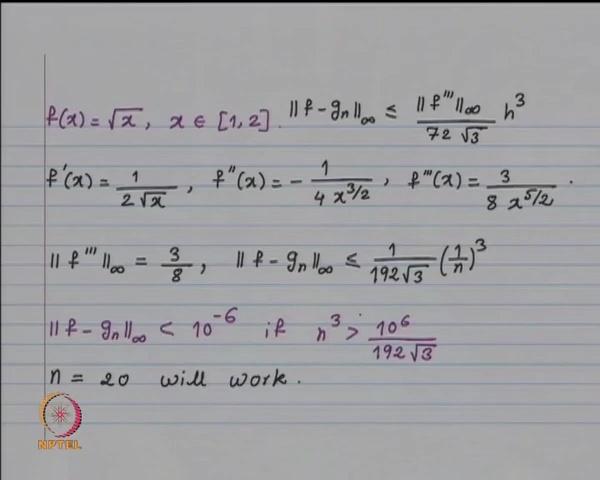 f(x) = √x, x ∈ [1,2]. ||f - gn||∞ ≤ ||f'''||∞ / 72√3 h³
f'(x) = 1 / 2√x, f''(x) = - 1 / 4 x^3/2, f'''(x) = 3 / 8 x^5/2.
||f'''||∞ = 3/8, ||f - gn||∞ ≤ 1 / 192√3 (1/n)³
||f - gn||∞ < 10⁻⁶ if n³ > 10⁶ / 192√3
n = 20 will work.
NPTEL